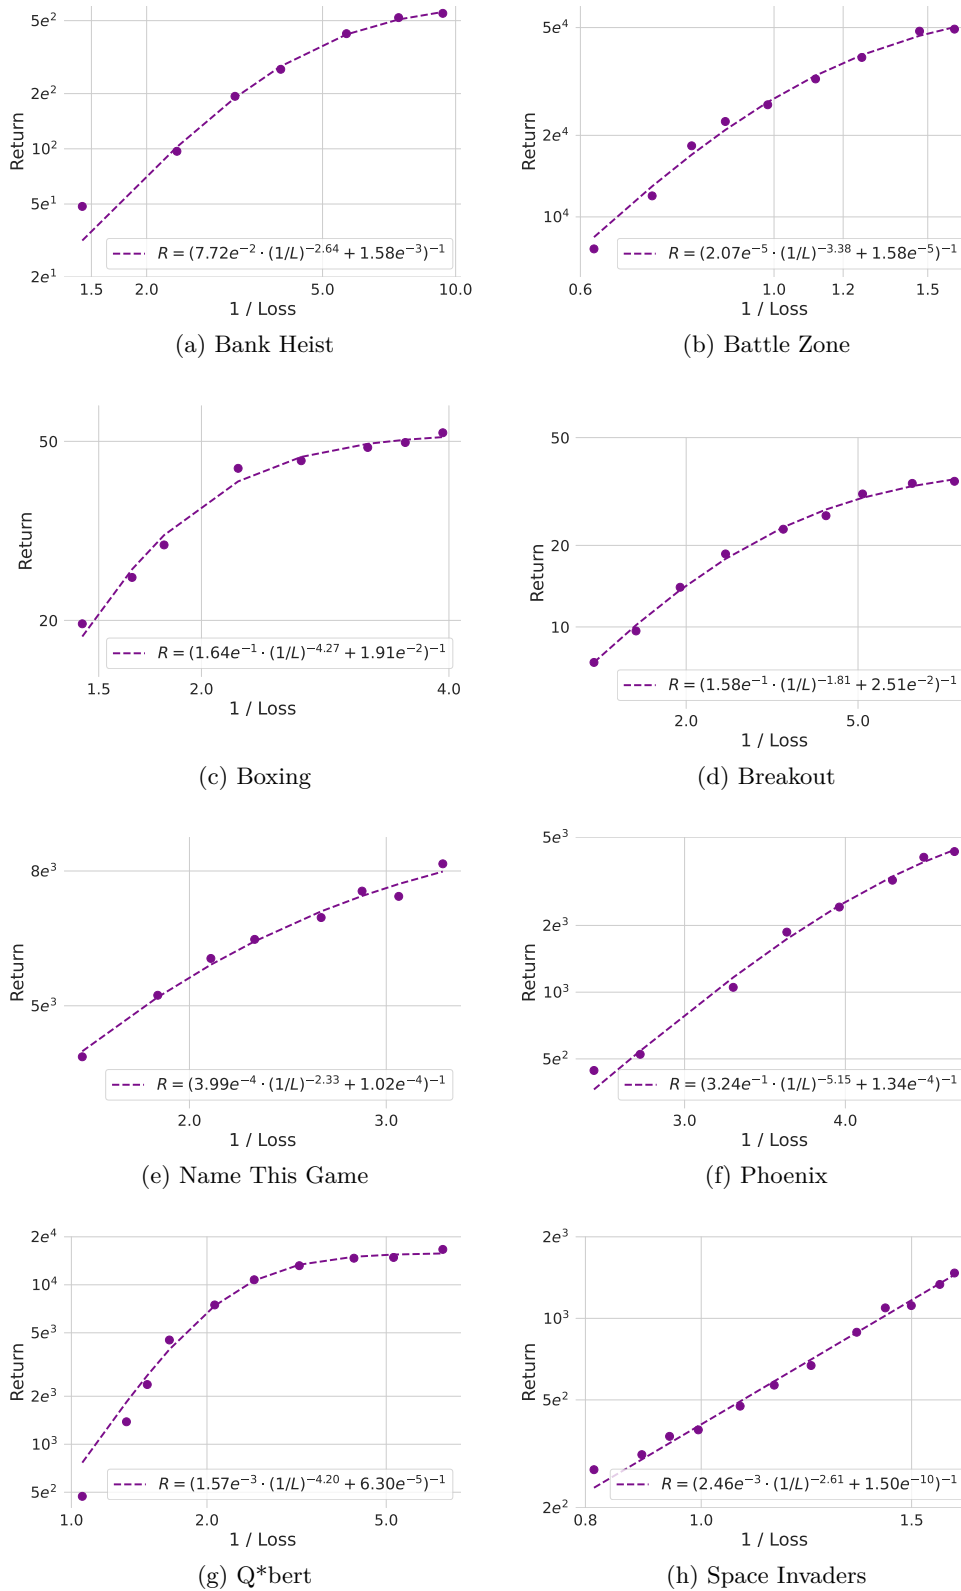 5e²
2e²
10²
5e¹
2e¹
Return
R = (7.72e⁻² · (1/L)⁻²·⁶⁴ + 1.58e⁻³)⁻¹
1.5 2.0 5.0 10.0
1 / Loss
(a) Bank Heist
5e⁴
2e⁴
10⁴
Return
R = (2.07e⁻⁵ · (1/L)⁻³·³⁸ + 1.58e⁻⁵)⁻¹
0.6 1.0 1.2 1.5
1 / Loss
(b) Battle Zone
50
20
Return
R = (1.64e⁻¹ · (1/L)⁻⁴·²⁷ + 1.91e⁻²)⁻¹
1.5 2.0 4.0
1 / Loss
(c) Boxing
50
20
10
Return
R = (1.58e⁻¹ · (1/L)⁻¹·⁸¹ + 2.51e⁻²)⁻¹
2.0 5.0
1 / Loss
(d) Breakout
8e³
5e³
Return
R = (3.99e⁻⁴ · (1/L)⁻²·³³ + 1.02e⁻⁴)⁻¹
2.0 3.0
1 / Loss
(e) Name This Game
5e³
2e³
10³
5e²
Return
R = (3.24e⁻¹ · (1/L)⁻⁵·¹⁵ + 1.34e⁻⁴)⁻¹
3.0 4.0
1 / Loss
(f) Phoenix
2e⁴
10⁴
5e³
2e³
10³
5e²
Return
R = (1.57e⁻³ · (1/L)⁻⁴·²⁰ + 6.30e⁻⁵)⁻¹
1.0 2.0 5.0
1 / Loss
(g) Q*bert
2e³
10³
5e²
2e²
Return
R = (2.46e⁻³ · (1/L)⁻²·⁶¹ + 1.50e⁻¹⁰)⁻¹
0.8 1.0 1.5
1 / Loss
(h) Space Invaders